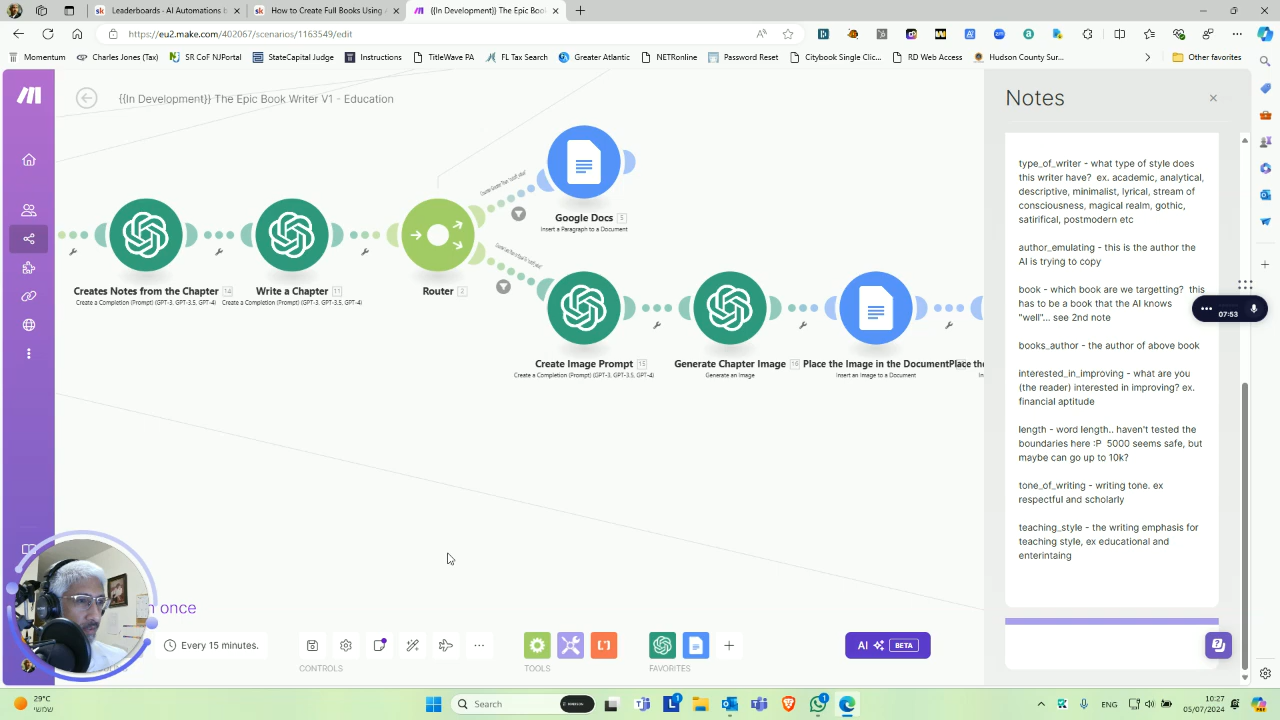 Leaderboards - AI Automations b
How to Create Full Books Using A
{{In Development}} The Epic Boo
https://eu2.make.com/402067/scenarios/1163549/edit
Momentum
Charles Jones (Tax)
SR CoF NJPortal
StateCapital Judge
Instructions
TitleWave PA
FL Tax Search
Greater Atlantic
NETRonline
Password Reset
Citybook Single Clic...
RD Web Access
Hudson County Sur...
Other favorites
{{In Development}} The Epic Book Writer V1 - Education
Notes
type_of_writer - what type of style does
this writer have? ex. academic, analytical,
descriptive, minimalist, lyrical, stream of
consciousness, magical realm, gothic,
satirifical, postmodern etc
author_emulating - this is the author the
AI is trying to copy
book - which book are we targetting? this
has to be a book that the AI knows
"well"... see 2nd note
books_author - the author of above book
interested_in_improving - what are you
(the reader) interested in improving? ex.
financial aptitude
length - word length.. haven't tested the
boundaries here :P 5000 seems safe, but
maybe can go up to 10k?
tone_of_writing - writing tone. ex
respectful and scholarly
teaching_style - the writing emphasis for
teaching style, ex educational and
enterintaing
07:53
Google Docs 5
Insert a Paragraph to a Document
Creates Notes from the Chapter 14
Create a Completion (Prompt) (GPT-3, GPT-3.5, GPT-4)
Write a Chapter 11
Create a Completion (Prompt) (GPT-3, GPT-3.5, GPT-4)
Router 2
Create Image Prompt 15
Create a Completion (Prompt) (GPT-3, GPT-3.5, GPT-4)
Generate Chapter Image 16
Generate an Image
Place the Image in the Document
Insert an Image to a Document
Place the
In
n once
Every 15 minutes.
CONTROLS
TOOLS
FAVORITES
AI BETA
29°C
Search
1
1
ENG
10:27
05/07/2024